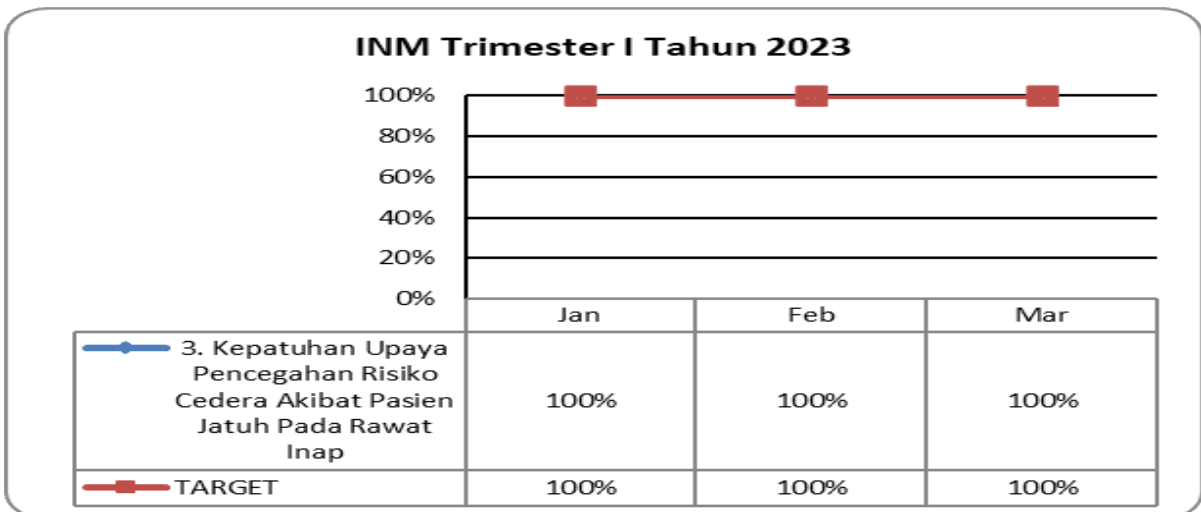 INM Trimester I Tahun 2023
100%
80%
60%
40%
20%
0%
Jan Feb Mar
3. Kepatuhan Upaya
Pencegahan Risiko
Cedera Akibat Pasien
Jatuh Pada Rawat
Inap
100% 100% 100%
TARGET 100% 100% 100%